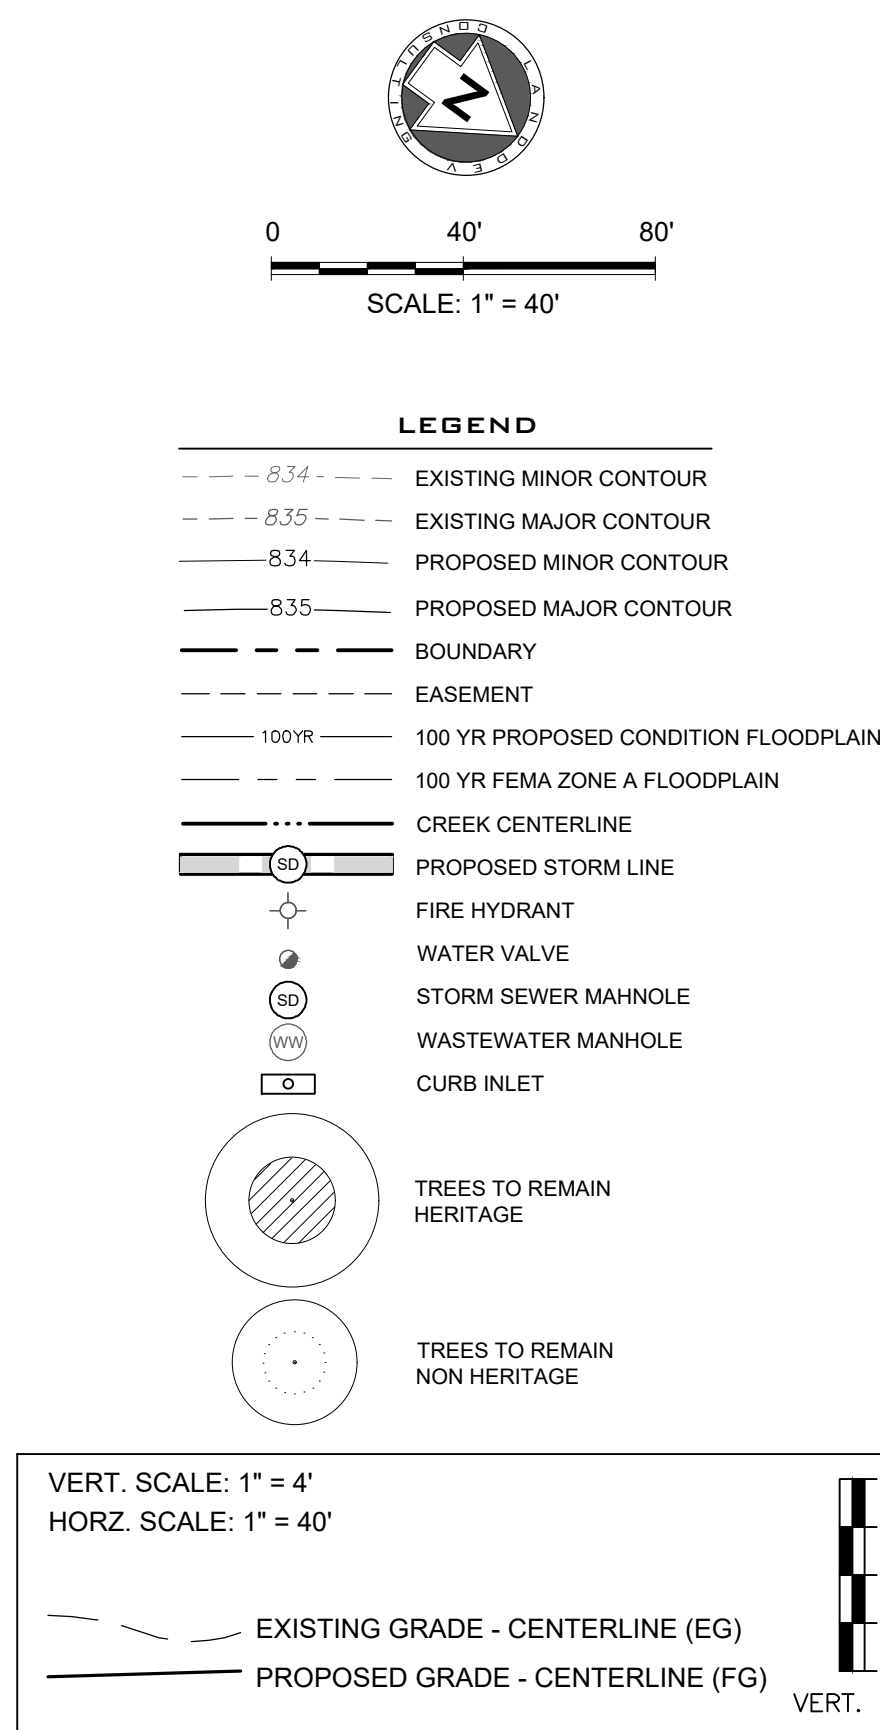 LANDDEV CONSULTING
N
0 40' 80'
SCALE: 1" = 40'
LEGEND
834 EXISTING MINOR CONTOUR
835 EXISTING MAJOR CONTOUR
834 PROPOSED MINOR CONTOUR
835 PROPOSED MAJOR CONTOUR
BOUNDARY
EASEMENT
100YR 100 YR PROPOSED CONDITION FLOODPLAIN
100 YR FEMA ZONE A FLOODPLAIN
CREEK CENTERLINE
SD PROPOSED STORM LINE
FIRE HYDRANT
WATER VALVE
SD STORM SEWER MAHNOLE
WW WASTEWATER MANHOLE
CURB INLET
TREES TO REMAIN
HERITAGE
TREES TO REMAIN
NON HERITAGE
VERT. SCALE: 1" = 4'
HORZ. SCALE: 1" = 40'
EXISTING GRADE - CENTERLINE (EG)
PROPOSED GRADE - CENTERLINE (FG)
VERT.